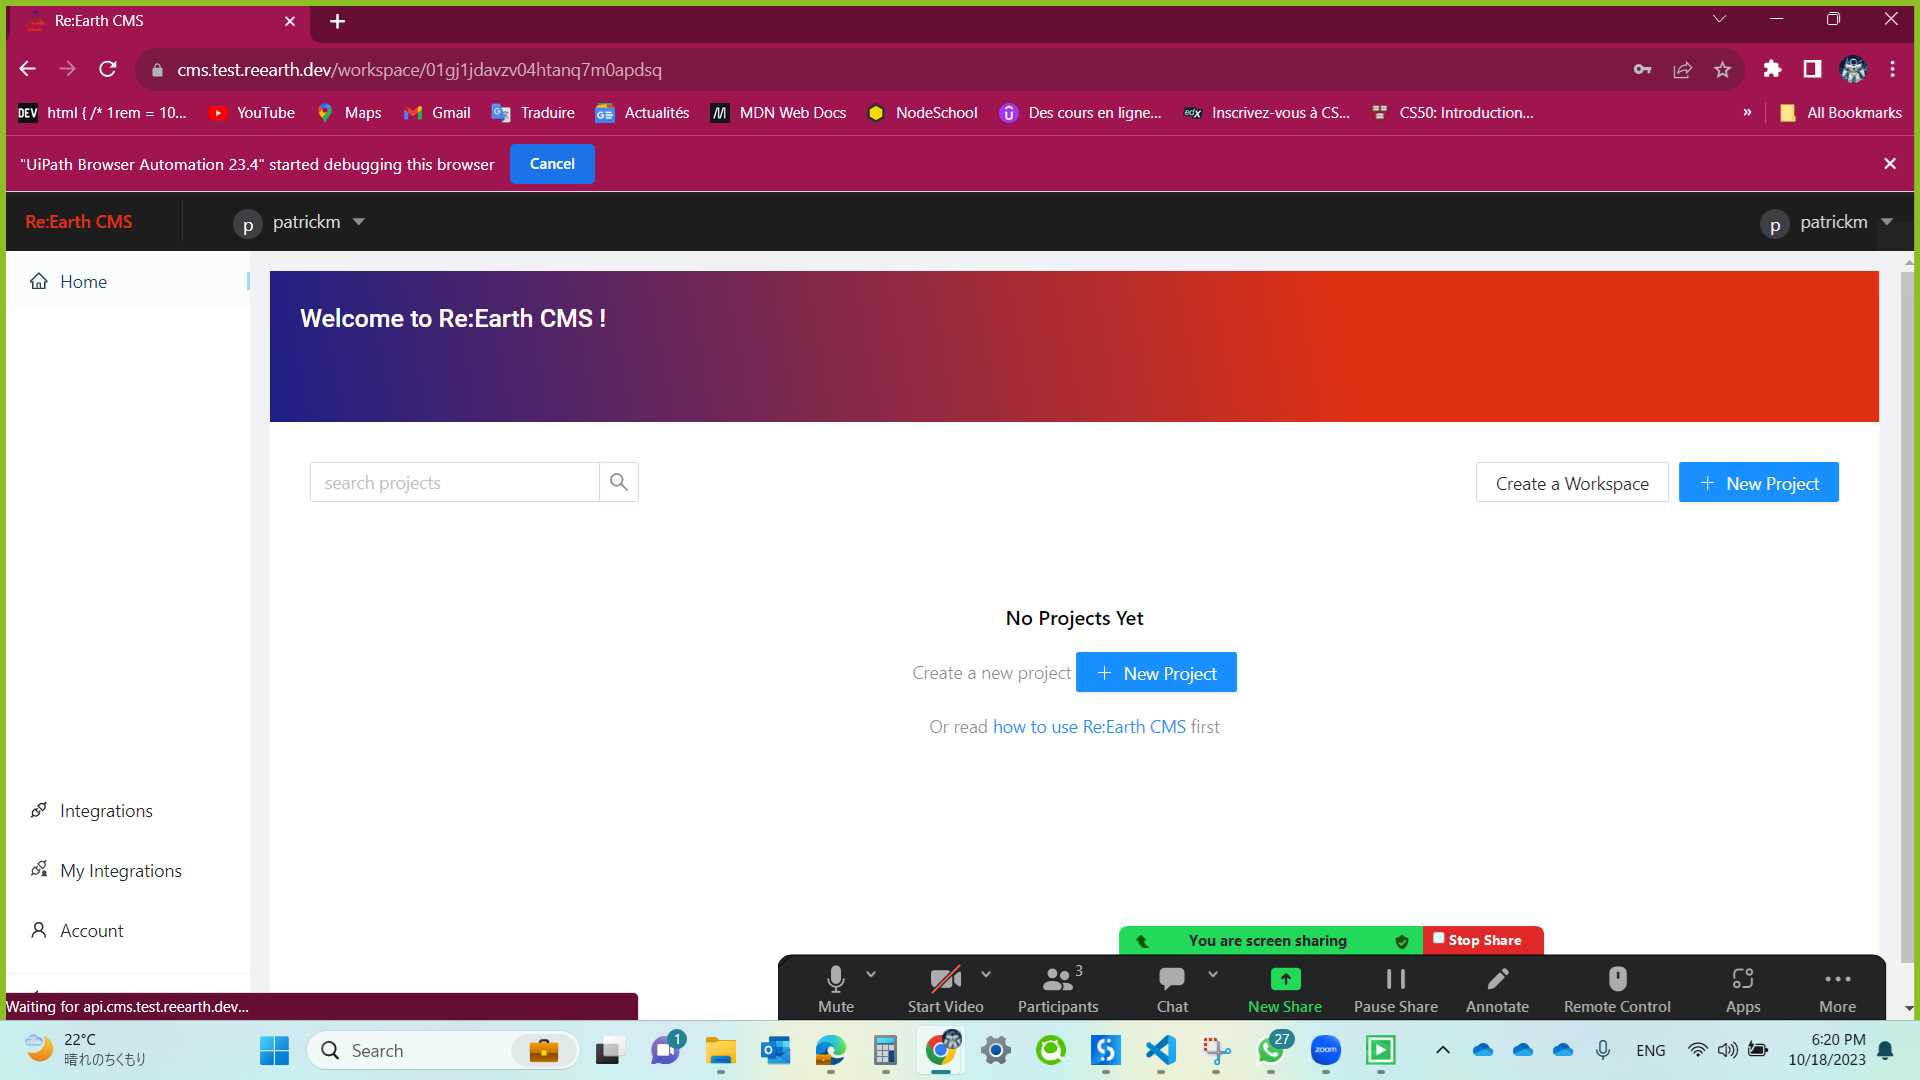 Re:Earth CMS
cms.test.reearth.dev/workspace/01gj1jdavzv04htanq7m0apdsq
DEV html { /* 1rem = 10... YouTube Maps Gmail Traduire Actualités MDN Web Docs NodeSchool Des cours en ligne... edX Inscrivez-vous à CS... CS50: Introduction... » All Bookmarks
"UiPath Browser Automation 23.4" started debugging this browser Cancel
Re:Earth CMS p patrickm p patrickm
Home
Welcome to Re:Earth CMS !
search projects Create a Workspace + New Project
No Projects Yet
Create a new project + New Project
Or read how to use Re:Earth CMS first
Integrations
My Integrations
Account
You are screen sharing Stop Share
3
Mute Start Video Participants Chat New Share Pause Share Annotate Remote Control Apps More
Waiting for api.cms.test.reearth.dev...
22°C
晴れのちくもり
Search
1
27
zoom
ENG
6:20 PM
10/18/2023